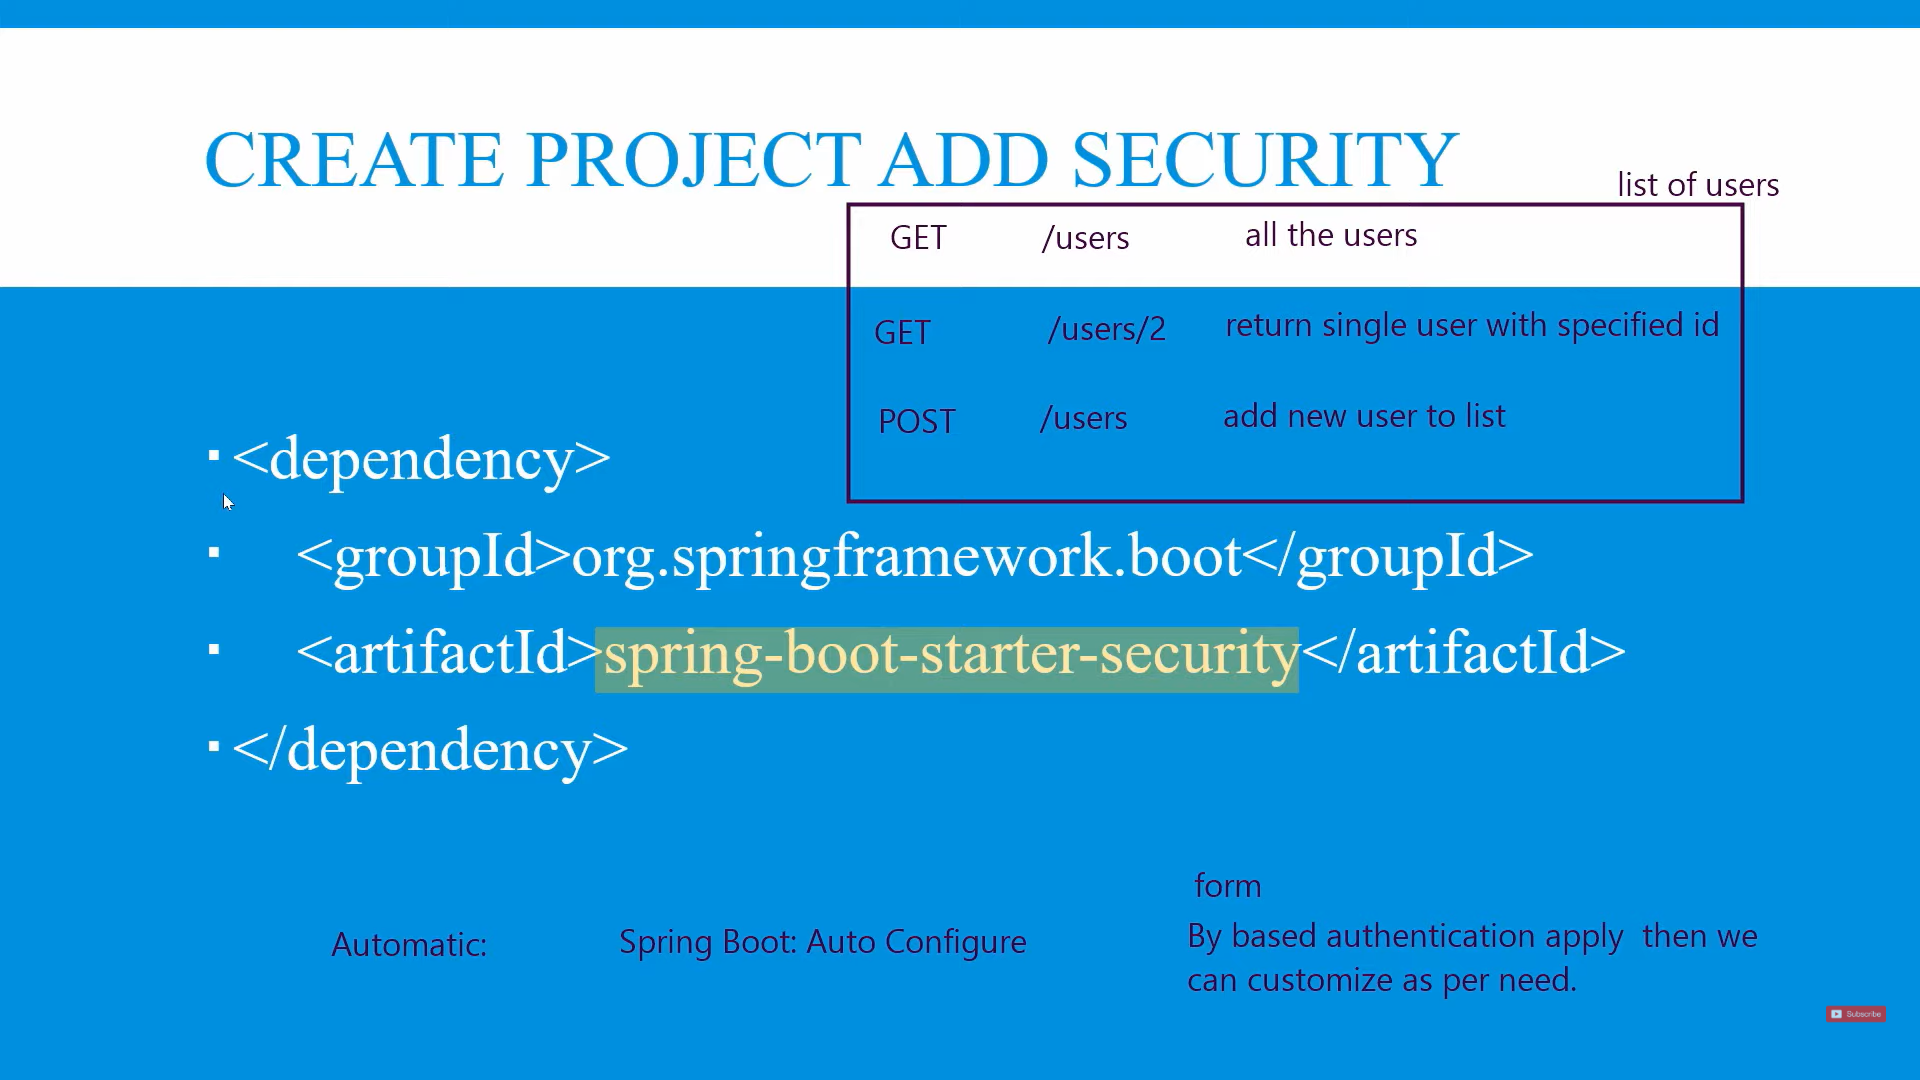 CREATE PROJECT ADD SECURITY
list of users
GET /users all the users
GET /users/2 return single user with specified id
POST /users add new user to list
▪ <dependency>
▪ <groupId>org.springframework.boot</groupId>
▪ <artifactId>spring-boot-starter-security</artifactId>
▪ </dependency>
Automatic: Spring Boot: Auto Configure
form
By based authentication apply then we
can customize as per need.
Subscribe